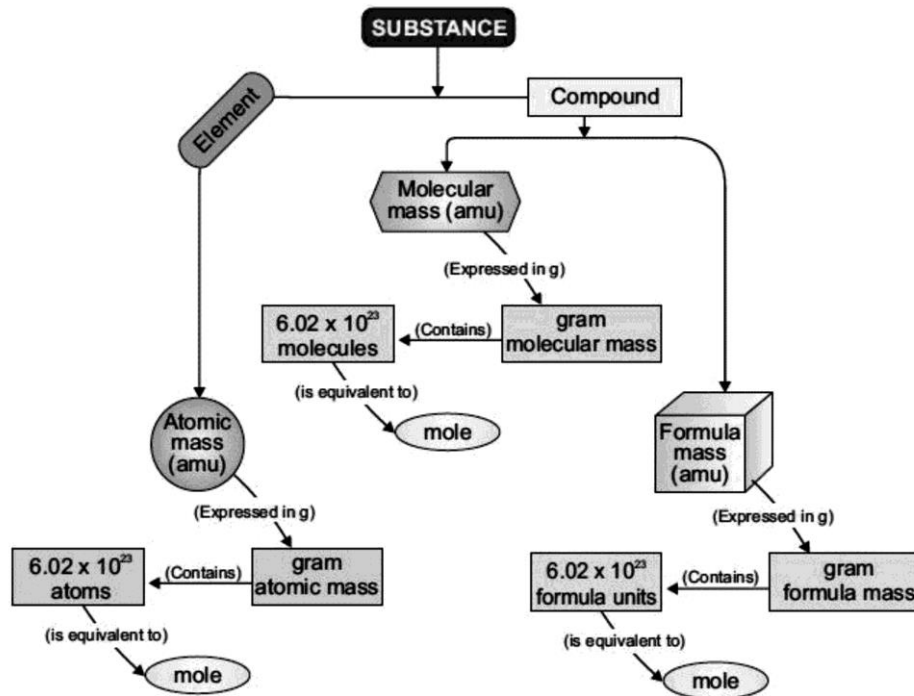 SUBSTANCE
Element
Compound
Molecular
mass (amu)
(Expressed in g)
6.02 x 10²³
molecules
(Contains)
gram
molecular mass
(is equivalent to)
mole
Atomic
mass
(amu)
(Expressed in g)
6.02 x 10²³
atoms
(Contains)
gram
atomic mass
(is equivalent to)
mole
Formula
mass
(amu)
(Expressed in g)
6.02 x 10²³
formula units
(Contains)
gram
formula mass
(is equivalent to)
mole